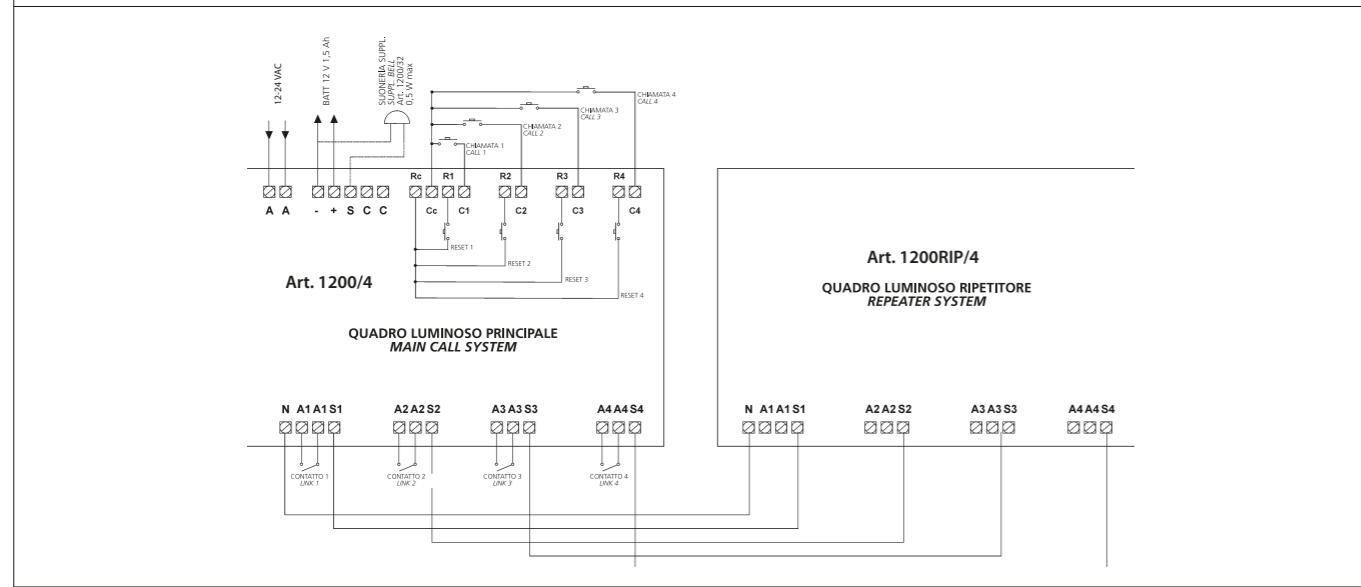 12-24 VAC
BATT 12 V 1,5 Ah
SUONERIA SUPPL.
SUPPL. BELL
Art. 1200/32
0,5 W max
CHIAMATA 4
CALL 4
CHIAMATA 3
CALL 3
CHIAMATA 2
CALL 2
CHIAMATA 1
CALL 1
Rc R1 R2 R3 R4
A A - + S C C Cc C1 C2 C3 C4
RESET 1
RESET 2
RESET 3
RESET 4
Art. 1200/4
QUADRO LUMINOSO PRINCIPALE
MAIN CALL SYSTEM
N A1 A1 S1 A2 A2 S2 A3 A3 S3 A4 A4 S4
CONTATTO 1
LINK 1
CONTATTO 2
LINK 2
CONTATTO 3
LINK 3
CONTATTO 4
LINK 4
Art. 1200RIP/4
QUADRO LUMINOSO RIPETITORE
REPEATER SYSTEM
N A1 A1 S1 A2 A2 S2 A3 A3 S3 A4 A4 S4